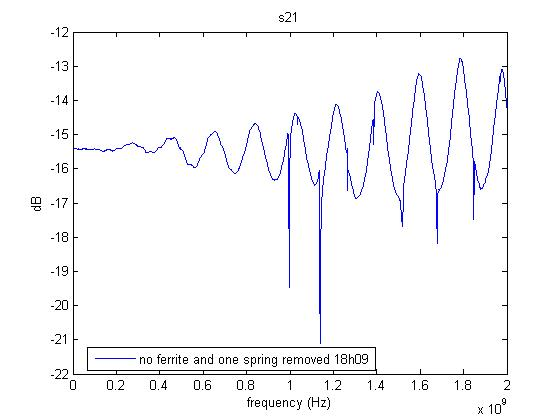 s21
-12
-13
-14
-15
-16
-17
-18
-19
-20
-21
-22
dB
no ferrite and one spring removed 18h09
0 0.2 0.4 0.6 0.8 1 1.2 1.4 1.6 1.8 2
frequency (Hz)
x 10^9